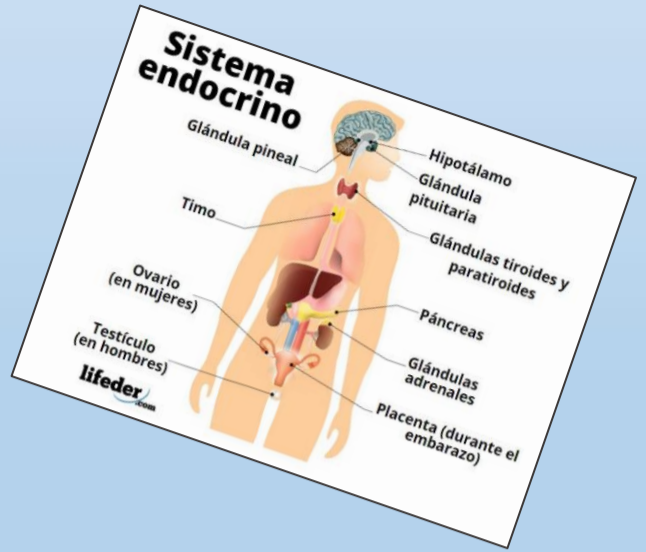 Sistema
endocrino
Glándula pineal
Hipotálamo
Glándula
pituitaria
Timo
Glándulas tiroides y
paratiroides
Ovario
(en mujeres)
Páncreas
Testículo
(en hombres)
Glándulas
adrenales
Placenta (durante el
embarazo)
lifeder
.com